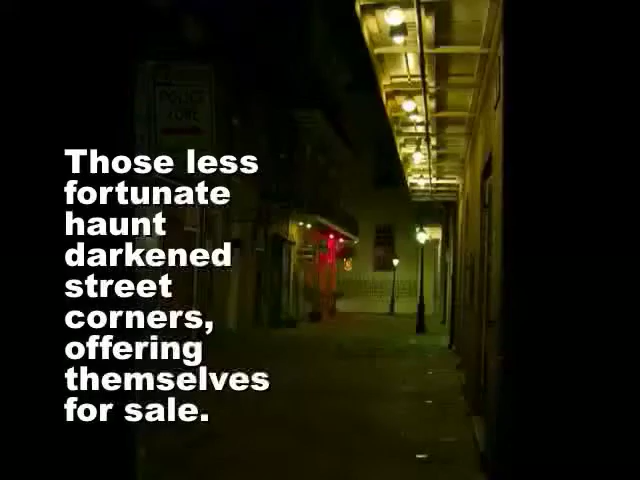 Those less
fortunate
haunt
darkened
street
corners,
offering
themselves
for sale.